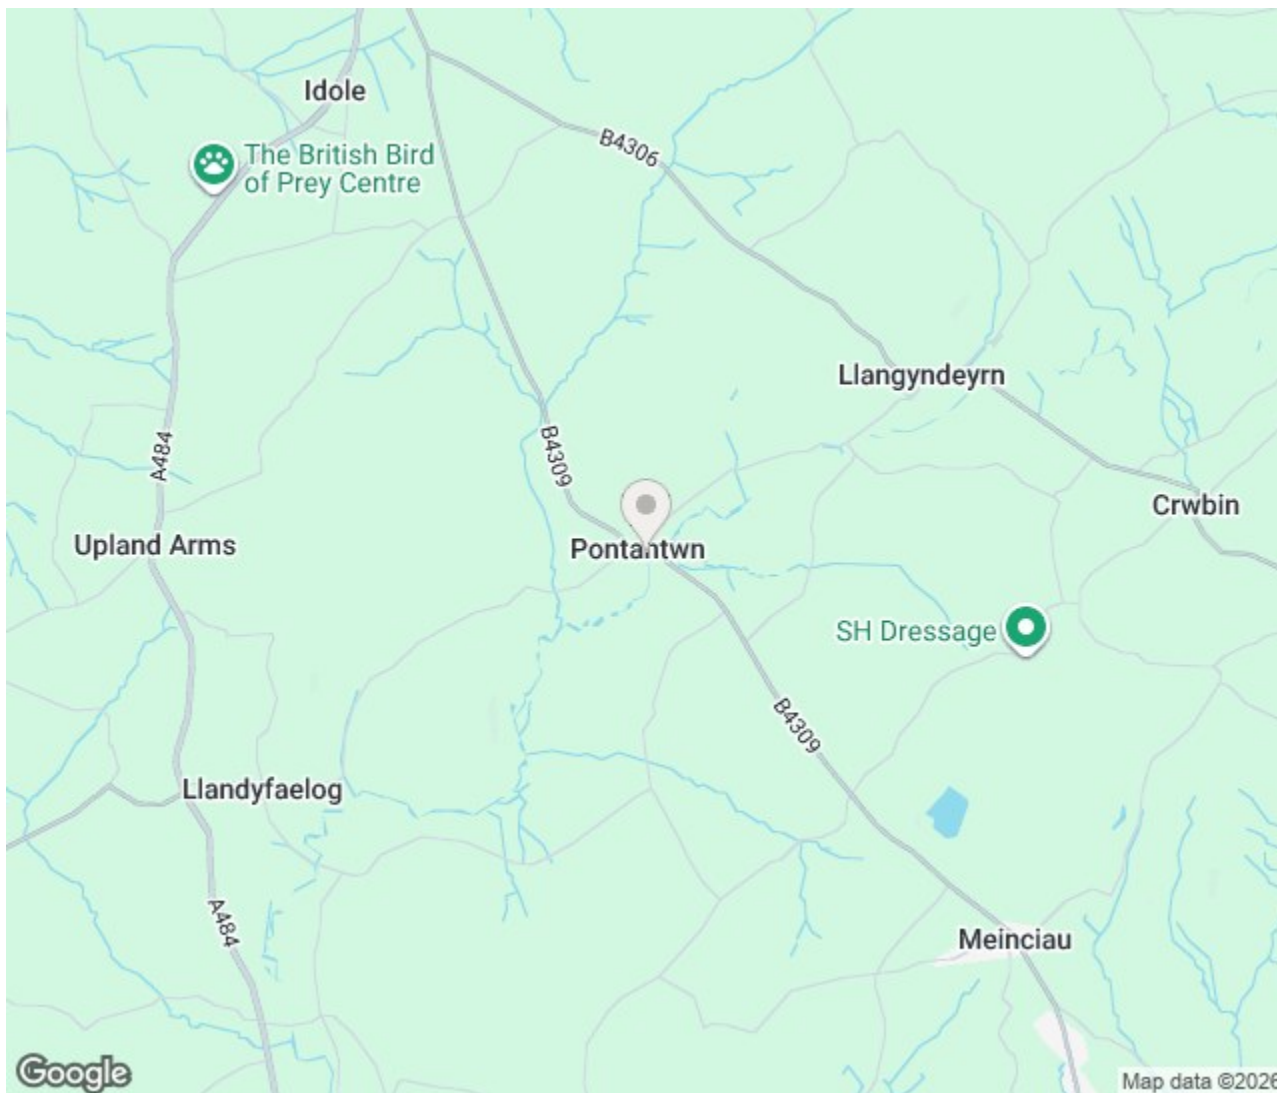 Idole
The British Bird
of Prey Centre
B4306
Llangyndeyrn
A484
B4309
Crwbin
Upland Arms
Pontantwn
SH Dressage
B4309
Llandyfaelog
A484
Meinciau
Google
Map data ©2026